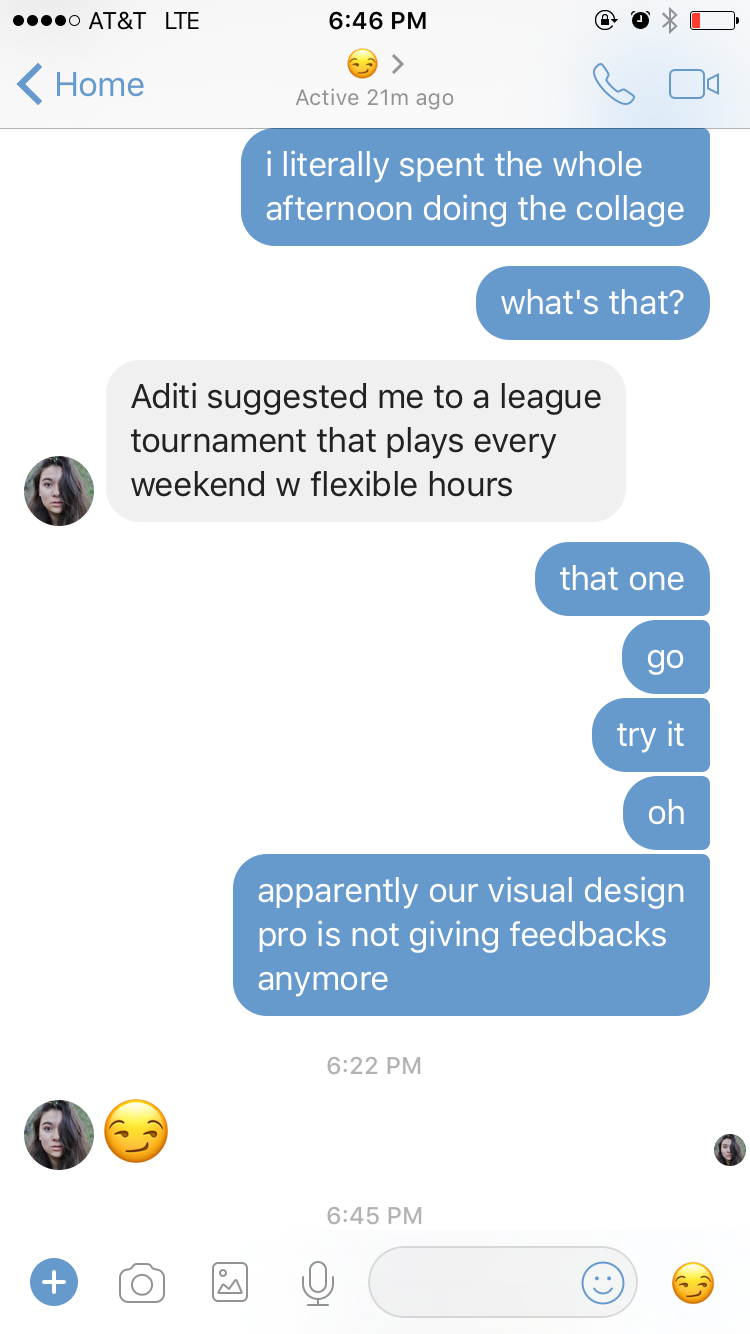 AT&T LTE 6:46 PM
Home
Active 21m ago
i literally spent the whole
afternoon doing the collage
what's that?
Aditi suggested me to a league
tournament that plays every
weekend w flexible hours
that one
go
try it
oh
apparently our visual design
pro is not giving feedbacks
anymore
6:22 PM
6:45 PM